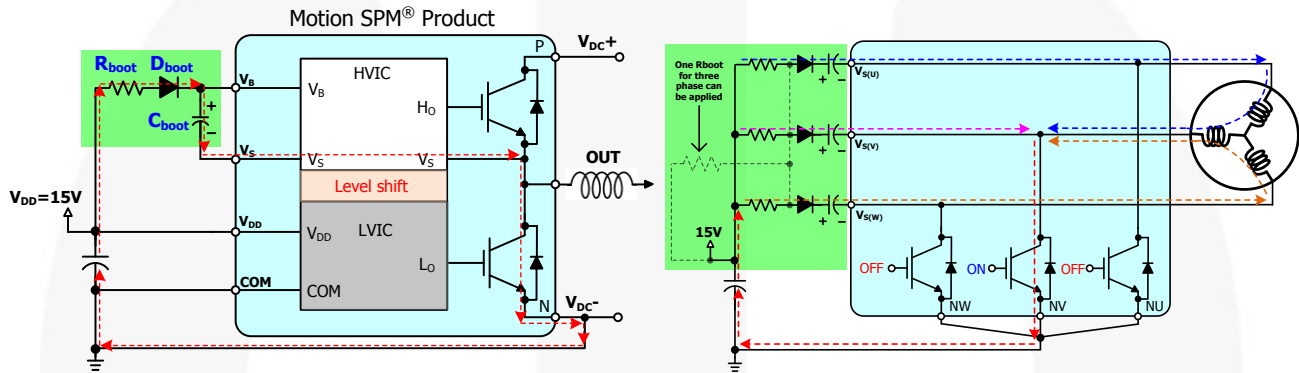 Motion SPM® Product
Rboot Dboot
Cboot
+
−
VB
VS
VDD=15V
VDD
COM
HVIC
VB
HO
VS
VS
Level shift
VDD
LVIC
LO
COM
P
VDC+
OUT
N
VDC-
One Rboot
for three
phase can
be applied
15V
+ −
+ −
+ −
VS(U)
VS(V)
VS(W)
OFF
ON
OFF
NW
NV
NU